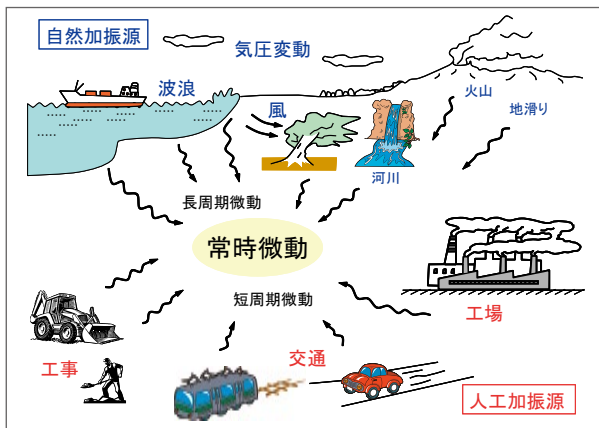 自然加振源
気圧変動
波浪
風
火山
地滑り
河川
長周期微動
常時微動
短周期微動
工場
工事
交通
人工加振源